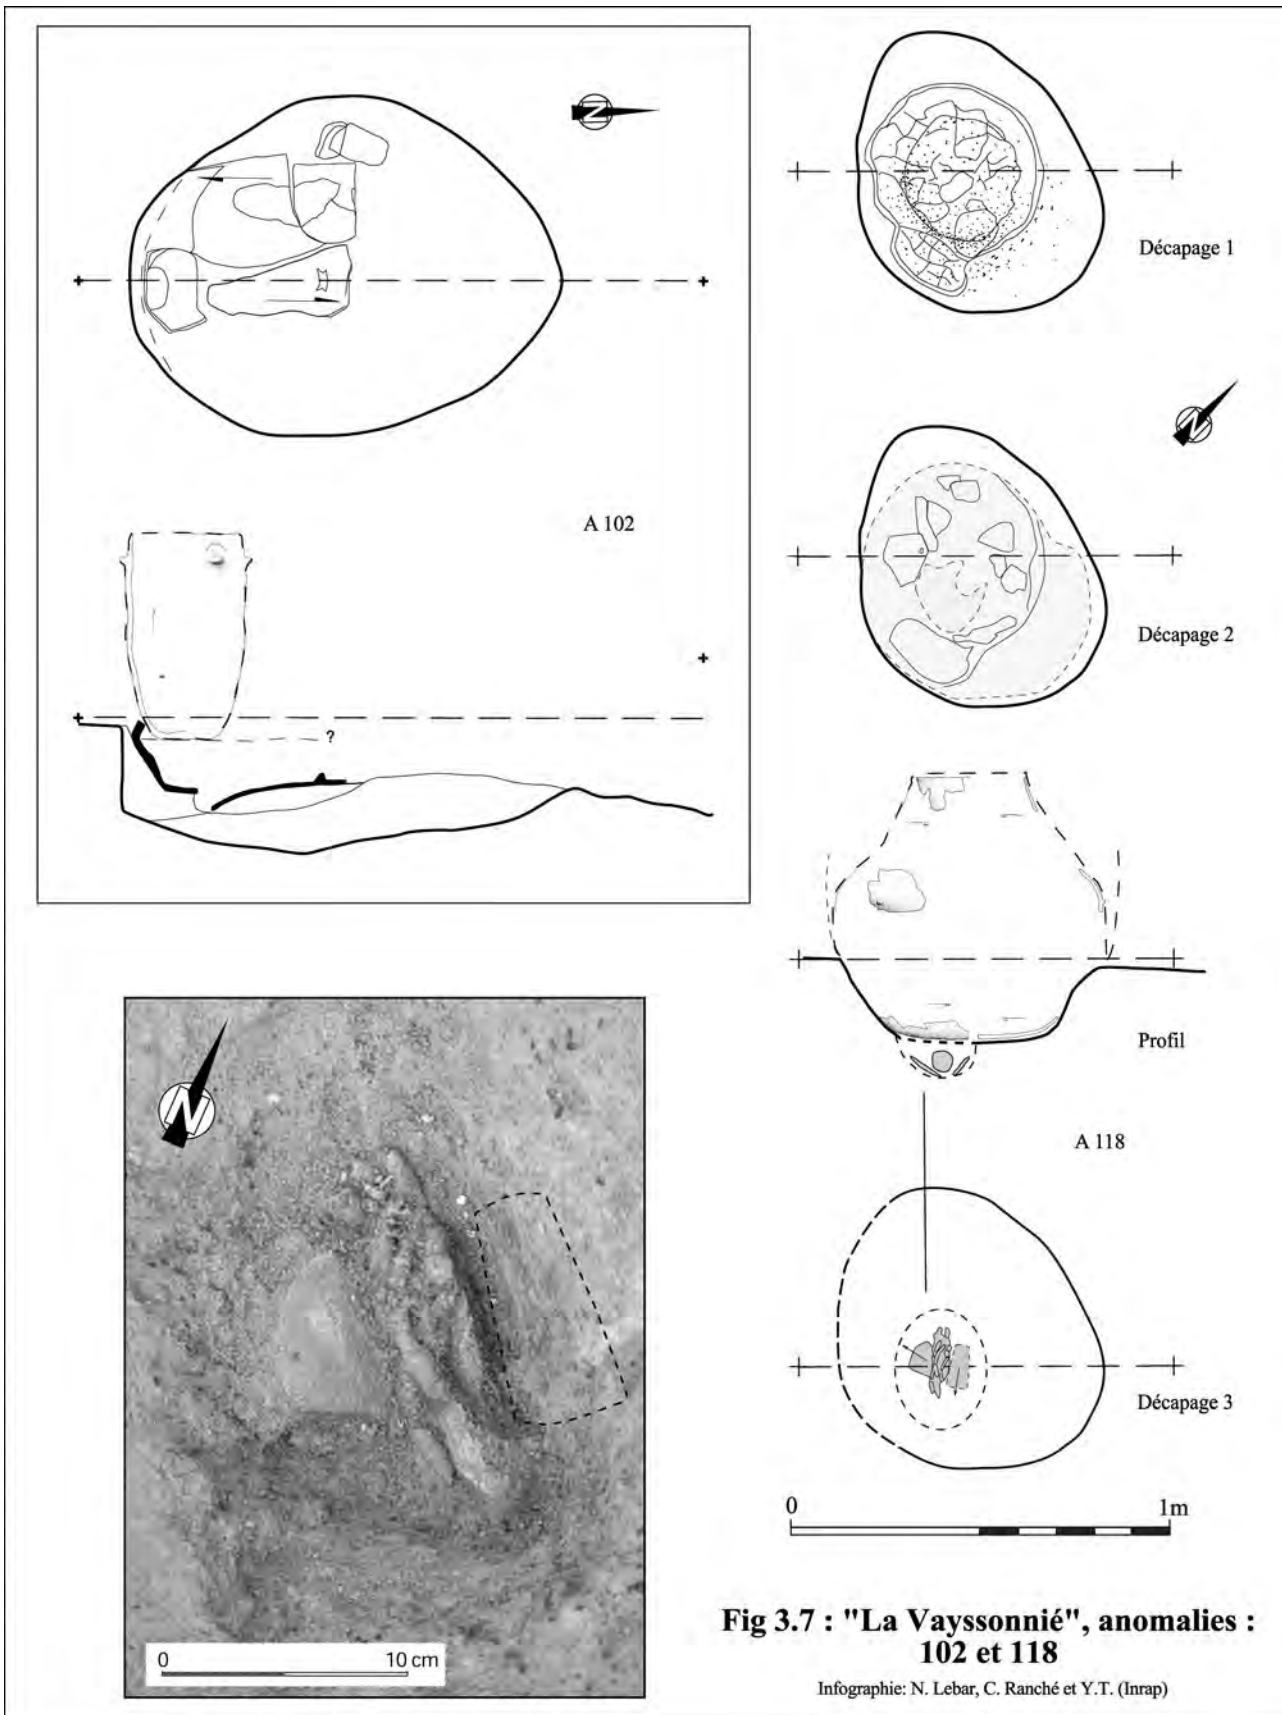 N
A 102
?
Décapage 1
N
Décapage 2
Profil
A 118
Décapage 3
0 1m
N
0 10 cm
Fig 3.7 : "La Vayssonnié", anomalies :
102 et 118
Infographie: N. Lebar, C. Ranché et Y.T. (Inrap)